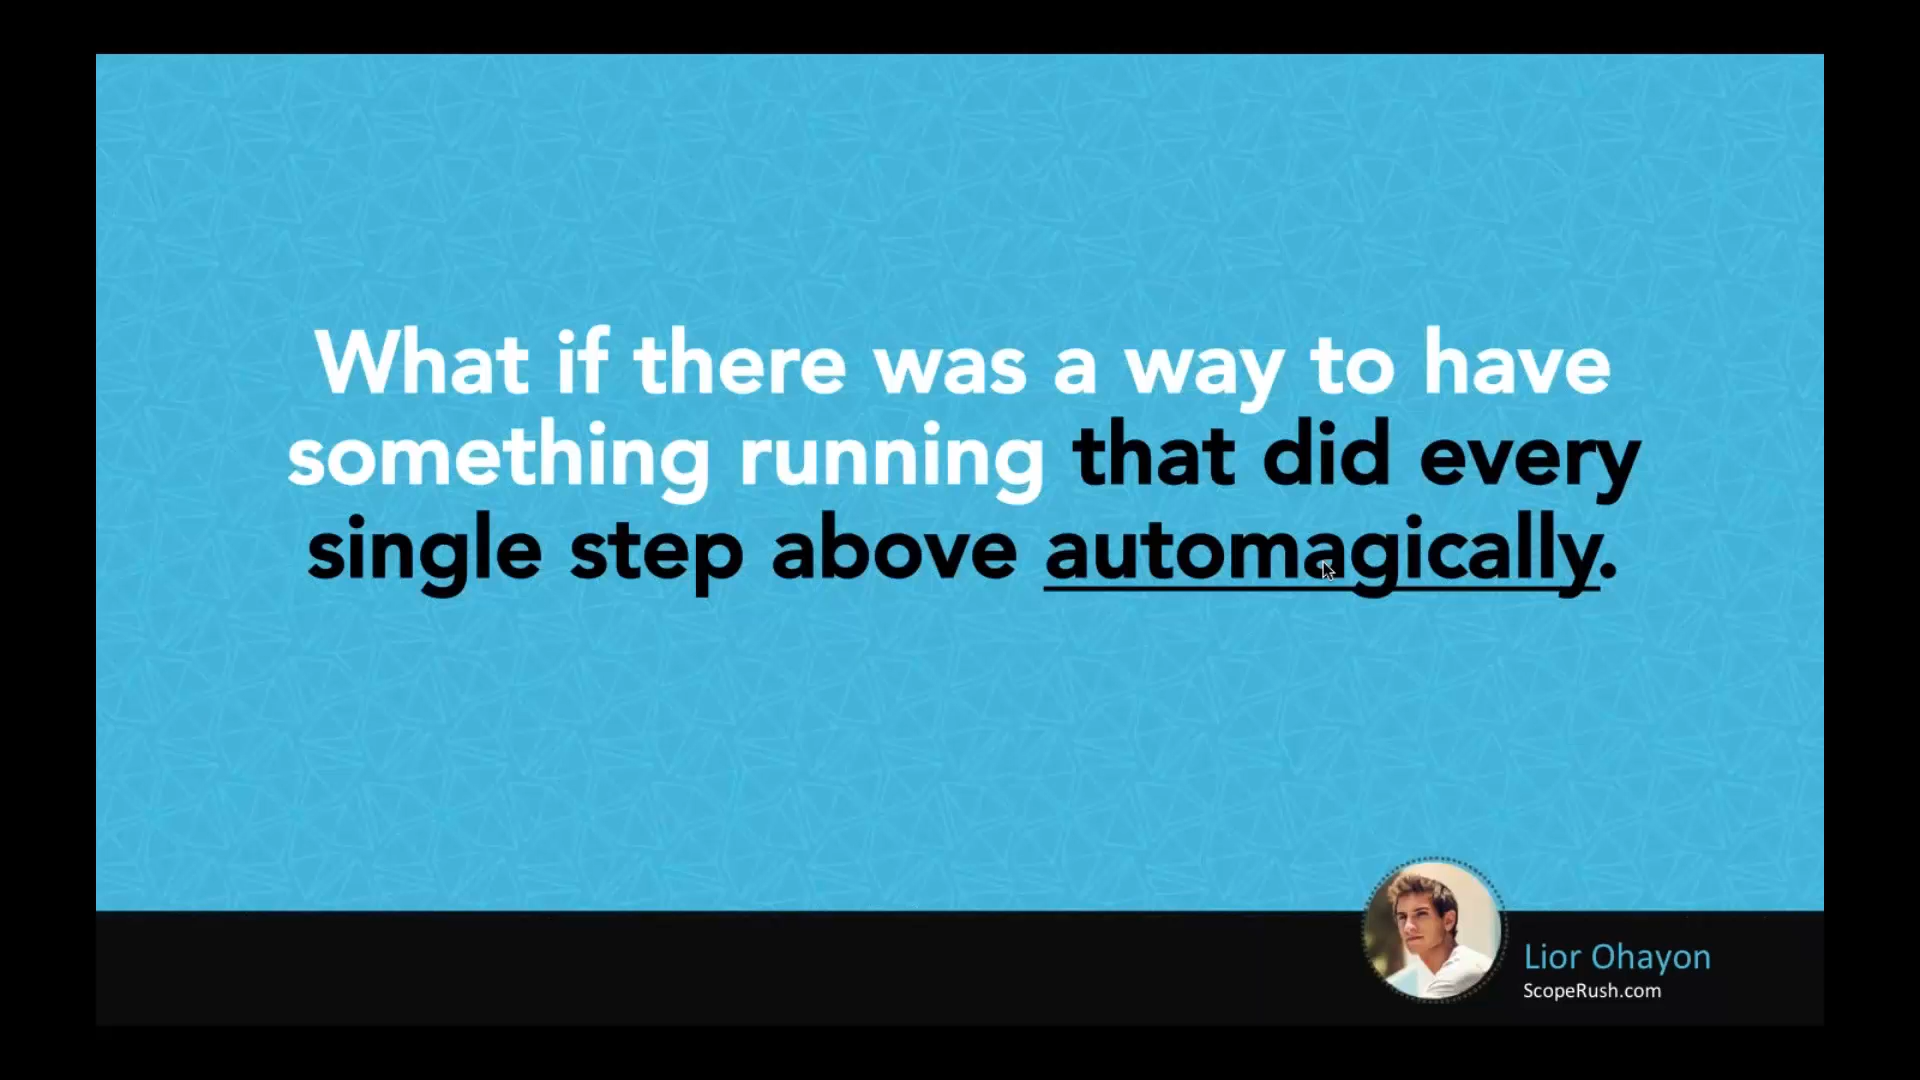 What if there was a way to have
something running that did every
single step above automagically.
Lior Ohayon
ScopeRush.com